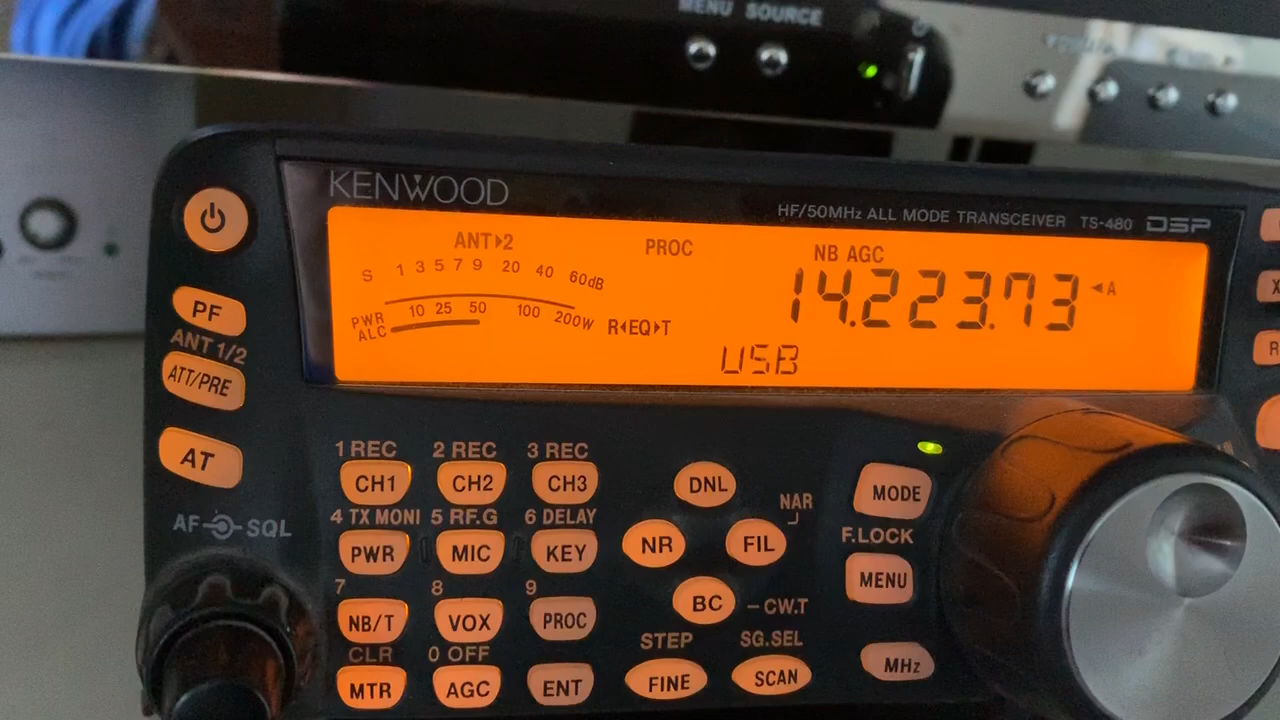 MENU SOURCE
KENWOOD
HF/50MHz ALL MODE TRANSCEIVER TS-480 DSP
ANT▸2 PROC NB AGC
S 1 3 5 7 9 20 40 60dB
14.223.73 ◂A
PWR 10 25 50 100 200W
ALC
R◂EQ▸T
USB
PF
ANT 1/2
ATT/PRE
AT
AF SQL
1 REC 2 REC 3 REC
CH1 CH2 CH3
4 TX MONI 5 RF.G 6 DELAY
PWR MIC KEY
7 8 9
NB/T VOX PROC
CLR 0 OFF
MTR AGC ENT
DNL
NAR
NR FIL
BC - CW.T
STEP SG.SEL
FINE SCAN
MODE
F.LOCK
MENU
MHz
X
R